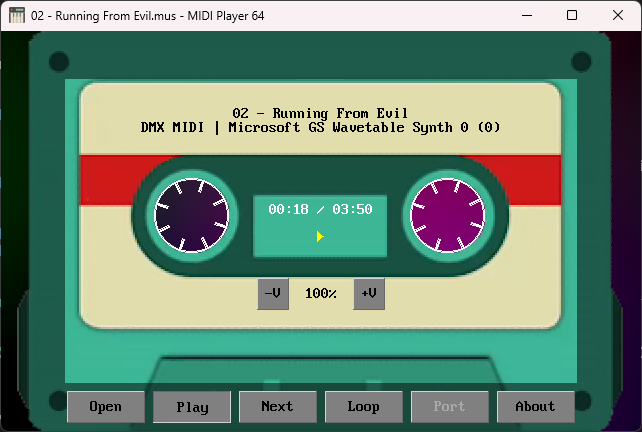 02 - Running From Evil.mus - MIDI Player 64
02 - Running From Evil
DMX MIDI | Microsoft GS Wavetable Synth 0 (0)
00:18 / 03:50
-V 100% +V
Open Play Next Loop Port About